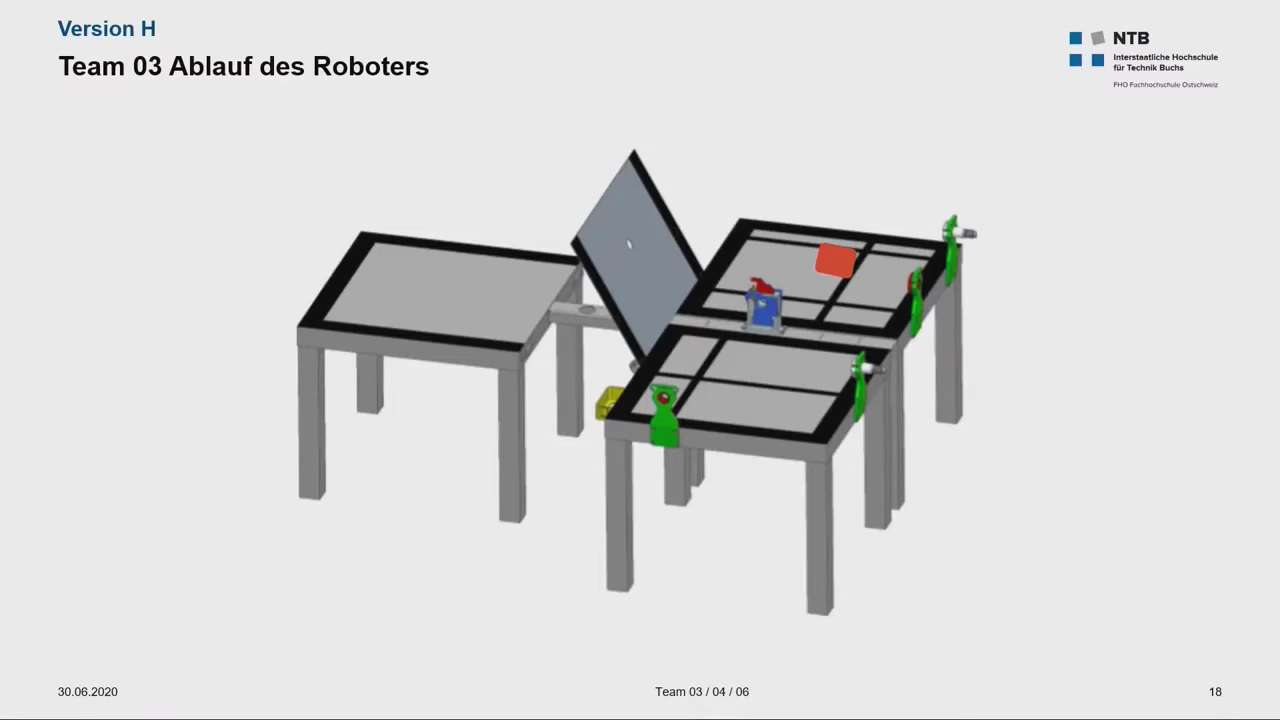 Version H
Team 03 Ablauf des Roboters
NTB
Interstaatliche Hochschule
für Technik Buchs
FHO Fachhochschule Ostschweiz
30.06.2020
Team 03 / 04 / 06
18